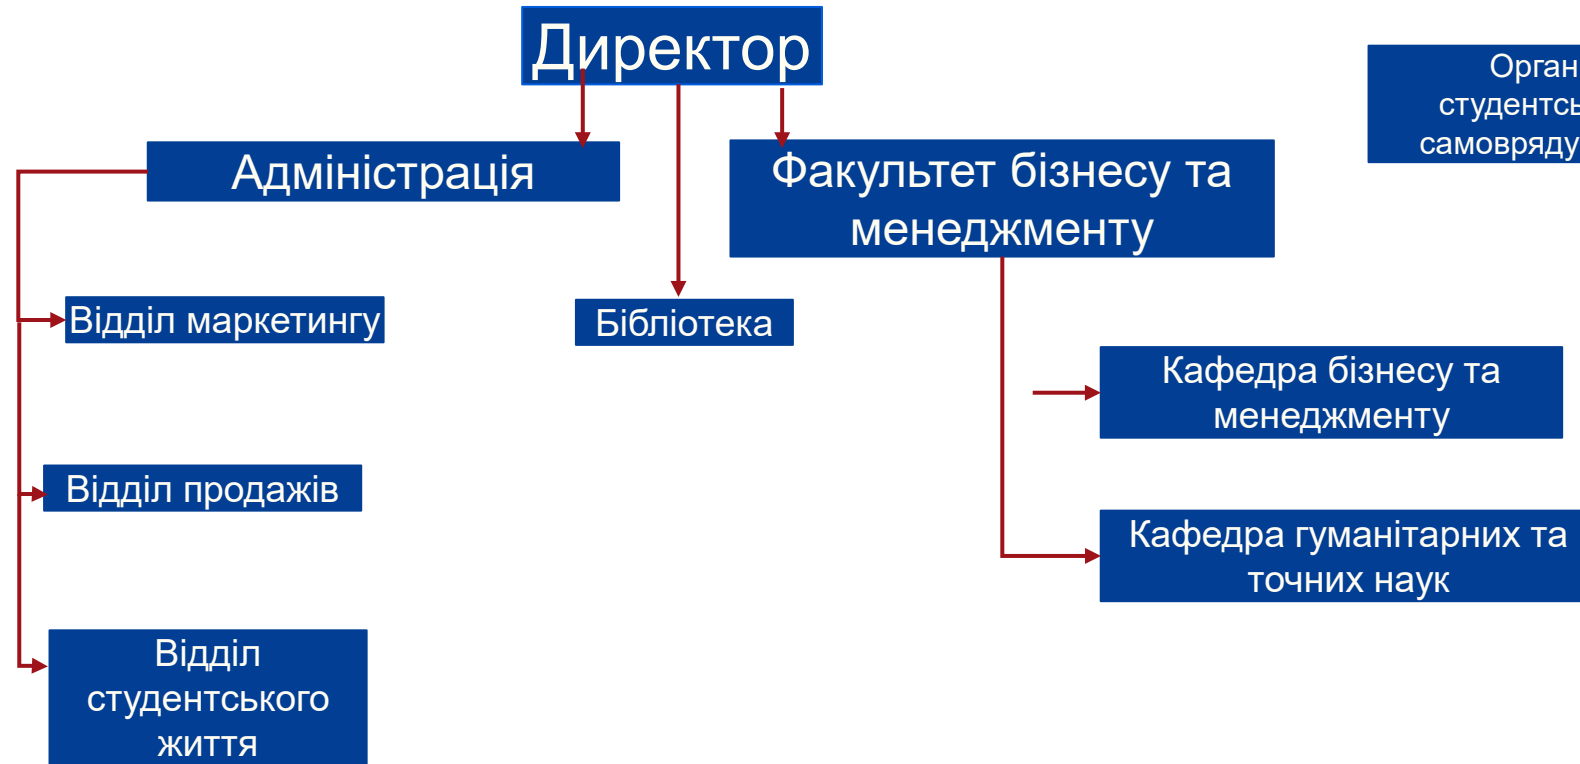 Директор
Адміністрація
Факультет бізнесу та
менеджменту
Відділ маркетингу
Бібліотека
Кафедра бізнесу та
менеджменту
Відділ продажів
Кафедра гуманітарних та
точних наук
Відділ
студентського
життя